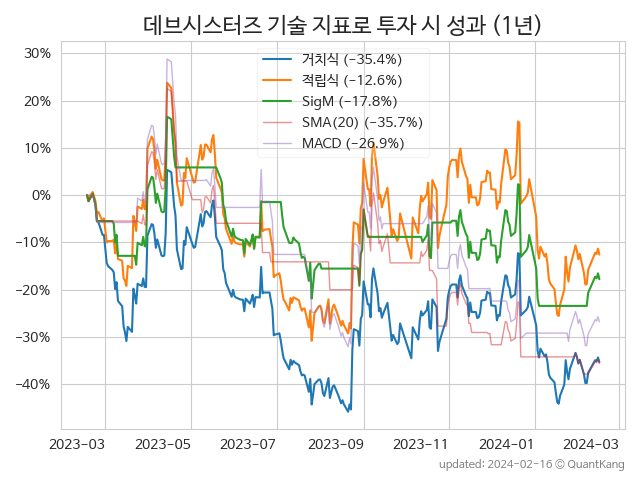 데브시스터즈 기술 지표로 투자 시 성과 (1년)
거치식 (−35.4%)
적립식 (−12.6%)
SigM (−17.8%)
SMA(20) (−35.7%)
MACD (−26.9%)
30%
20%
10%
0%
−10%
−20%
−30%
−40%
2023−03 2023−05 2023−07 2023−09 2023−11 2024−01 2024−03
updated: 2024−02−16 ⓒ QuantKang